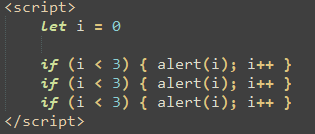 <script>
let i = 0
if (i < 3) { alert(i); i++ }
if (i < 3) { alert(i); i++ }
if (i < 3) { alert(i); i++ }
</script>